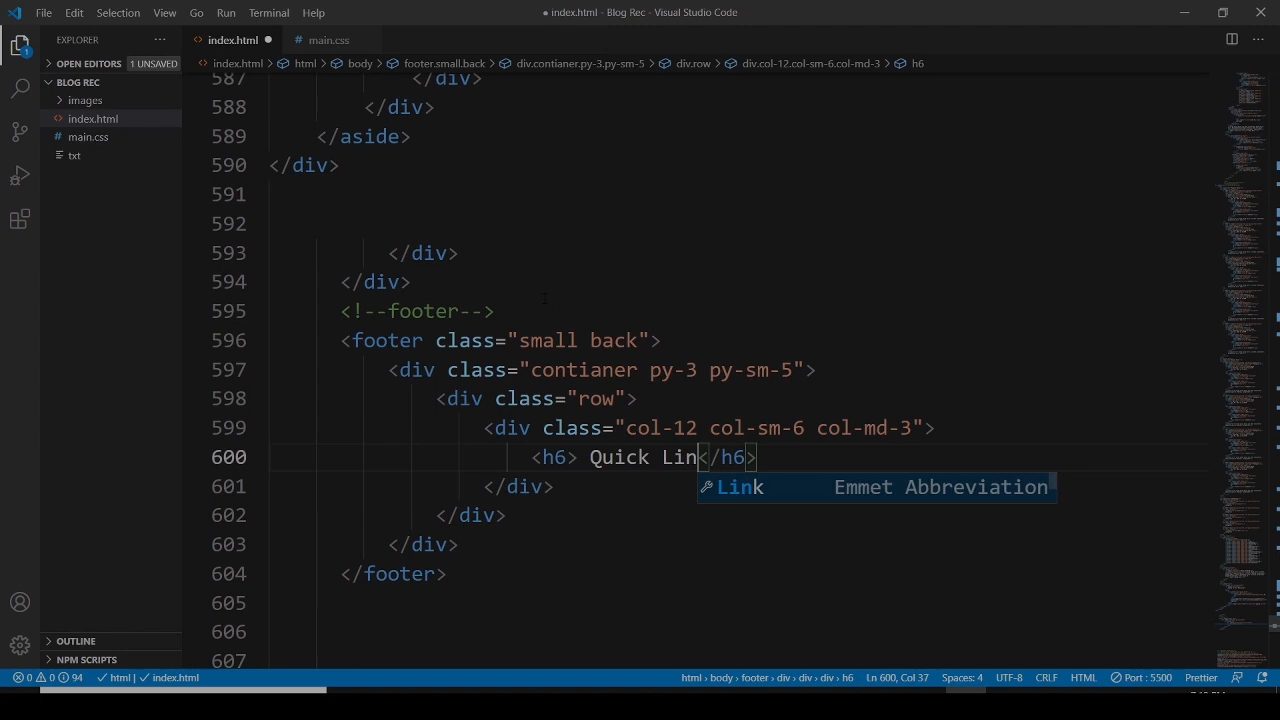 File Edit Selection View Go Run Terminal Help
● index.html - Blog Rec - Visual Studio Code
EXPLORER
index.html ●
main.css
OPEN EDITORS 1 UNSAVED
index.html > html > body > footer.small.back > div.contianer.py-3.py-sm-5 > div.row > div.col-12.col-sm-6.col-md-3 > h6
BLOG REC
images
index.html
main.css
txt
587 </div>
588 </div>
589 </aside>
590 </div>
591
592
593 </div>
594 </div>
595 <!--footer-->
596 <footer class="small back">
597 <div class="contianer py-3 py-sm-5">
598 <div class="row">
599 <div class="col-12 col-sm-6 col-md-3">
600 <h6> Quick Lin</h6>
Link Emmet Abbreviation
601 </div>
602 </div>
603 </div>
604 </footer>
605
606
607
1
OUTLINE
NPM SCRIPTS
0 0 94 html | index.html
html › body › footer › div › div › div › h6 Ln 600, Col 37 Spaces: 4 UTF-8 CRLF HTML Port : 5500 Prettier